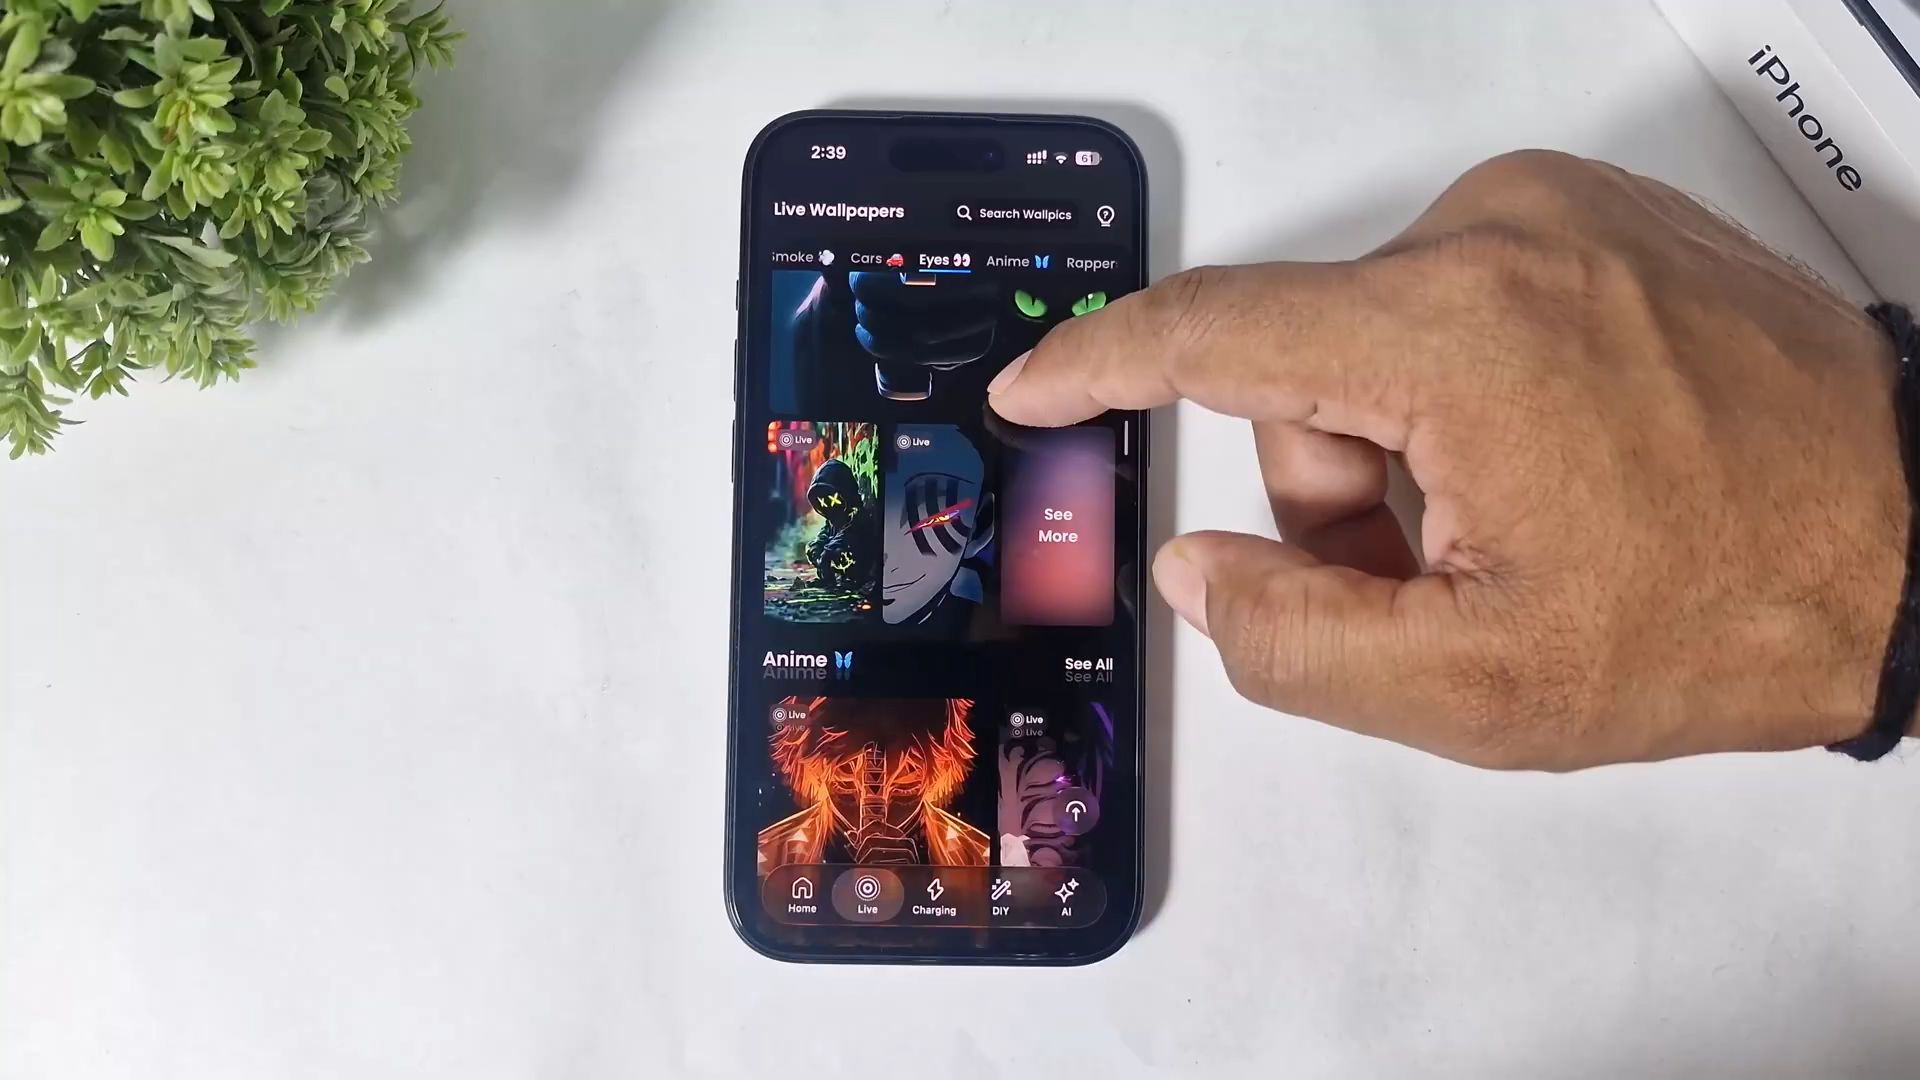 iPhone
2:39
61
Live Wallpapers
Search Wallpics
Smoke 💨 Cars 🚗 Eyes 👀 Anime 🦋 Rapper
Live
Live
See
More
Anime 🦋
See All
Live
Live
Home
Live
Charging
DIY
AI